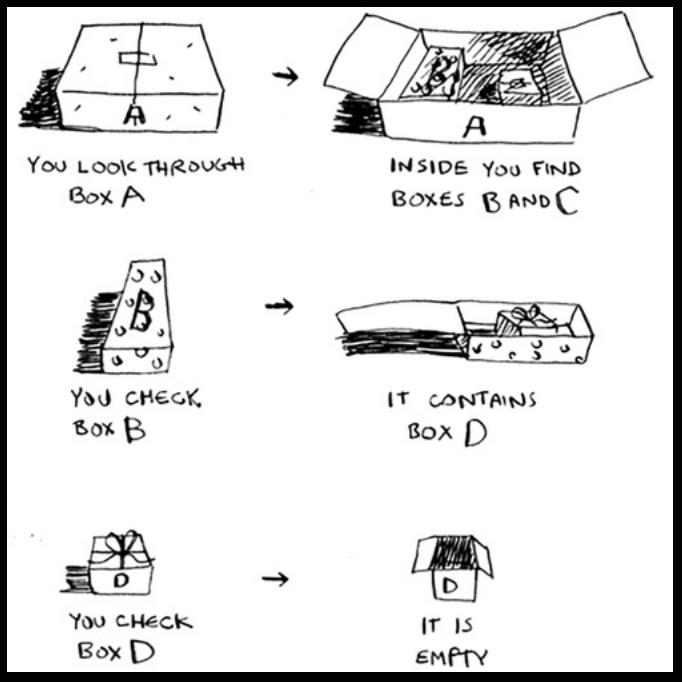 A
A
YOU LOOK THROUGH
BOX A
INSIDE YOU FIND
BOXES B AND C
B
YOU CHECK
BOX B
IT CONTAINS
BOX D
D
D
YOU CHECK
BOX D
IT IS
EMPTY